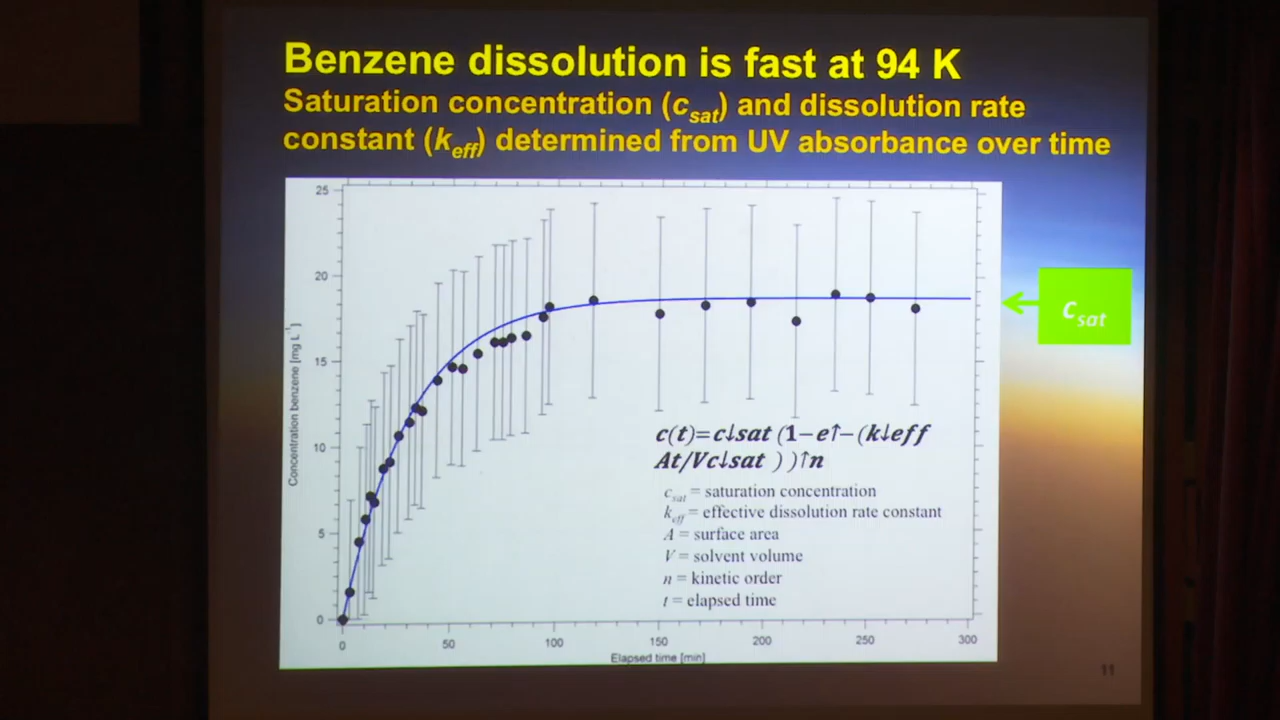 Benzene dissolution is fast at 94 K
Saturation concentration (csat) and dissolution rate
constant (keff) determined from UV absorbance over time
25
20
15
10
5
0
Concentration benzene [mg L-1]
0 50 100 150 200 250 300
Elapsed time [min]
csat
c(t)=c↓sat (1−e↑−(k↓eff
At/Vc↓sat ) )↑n
csat = saturation concentration
keff = effective dissolution rate constant
A = surface area
V = solvent volume
n = kinetic order
t = elapsed time
11